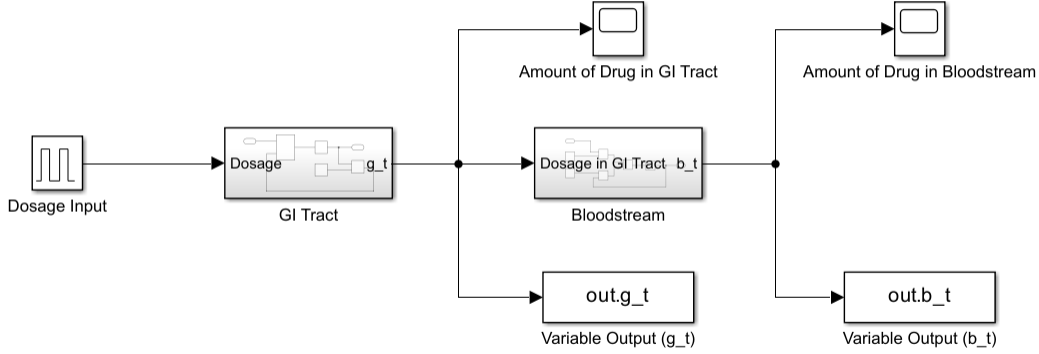 Amount of Drug in GI Tract
Amount of Drug in Bloodstream
Dosage
g_t
Dosage in GI Tract
b_t
Dosage Input
GI Tract
Bloodstream
out.g_t
out.b_t
Variable Output (g_t)
Variable Output (b_t)